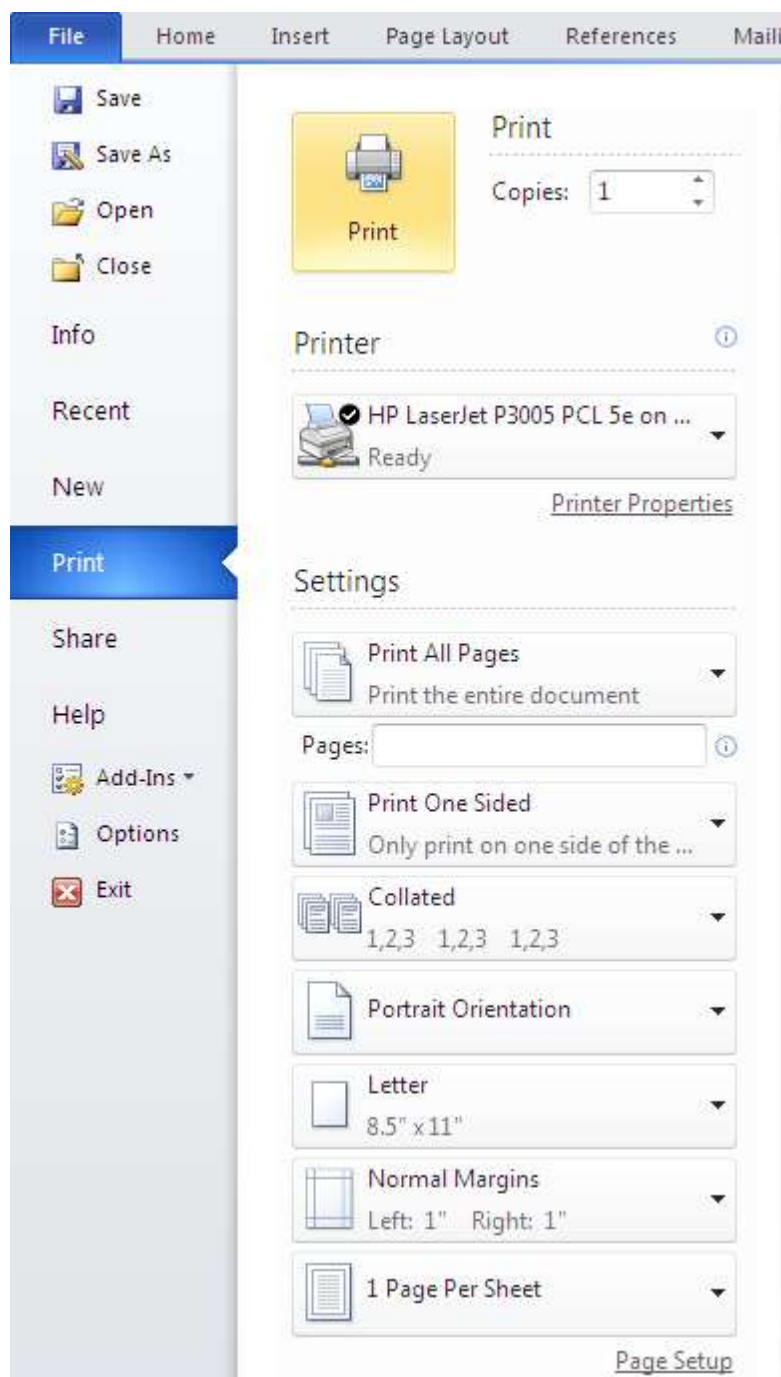 File Home Insert Page Layout References Maili
Save
Save As
Open
Close
Info
Recent
New
Print
Share
Help
Add-Ins
Options
Exit
Print
Print
Copies: 1
Printer
HP LaserJet P3005 PCL 5e on ...
Ready
Printer Properties
Settings
Print All Pages
Print the entire document
Pages:
Print One Sided
Only print on one side of the ...
Collated
1,2,3 1,2,3 1,2,3
Portrait Orientation
Letter
8.5" x 11"
Normal Margins
Left: 1" Right: 1"
1 Page Per Sheet
Page Setup